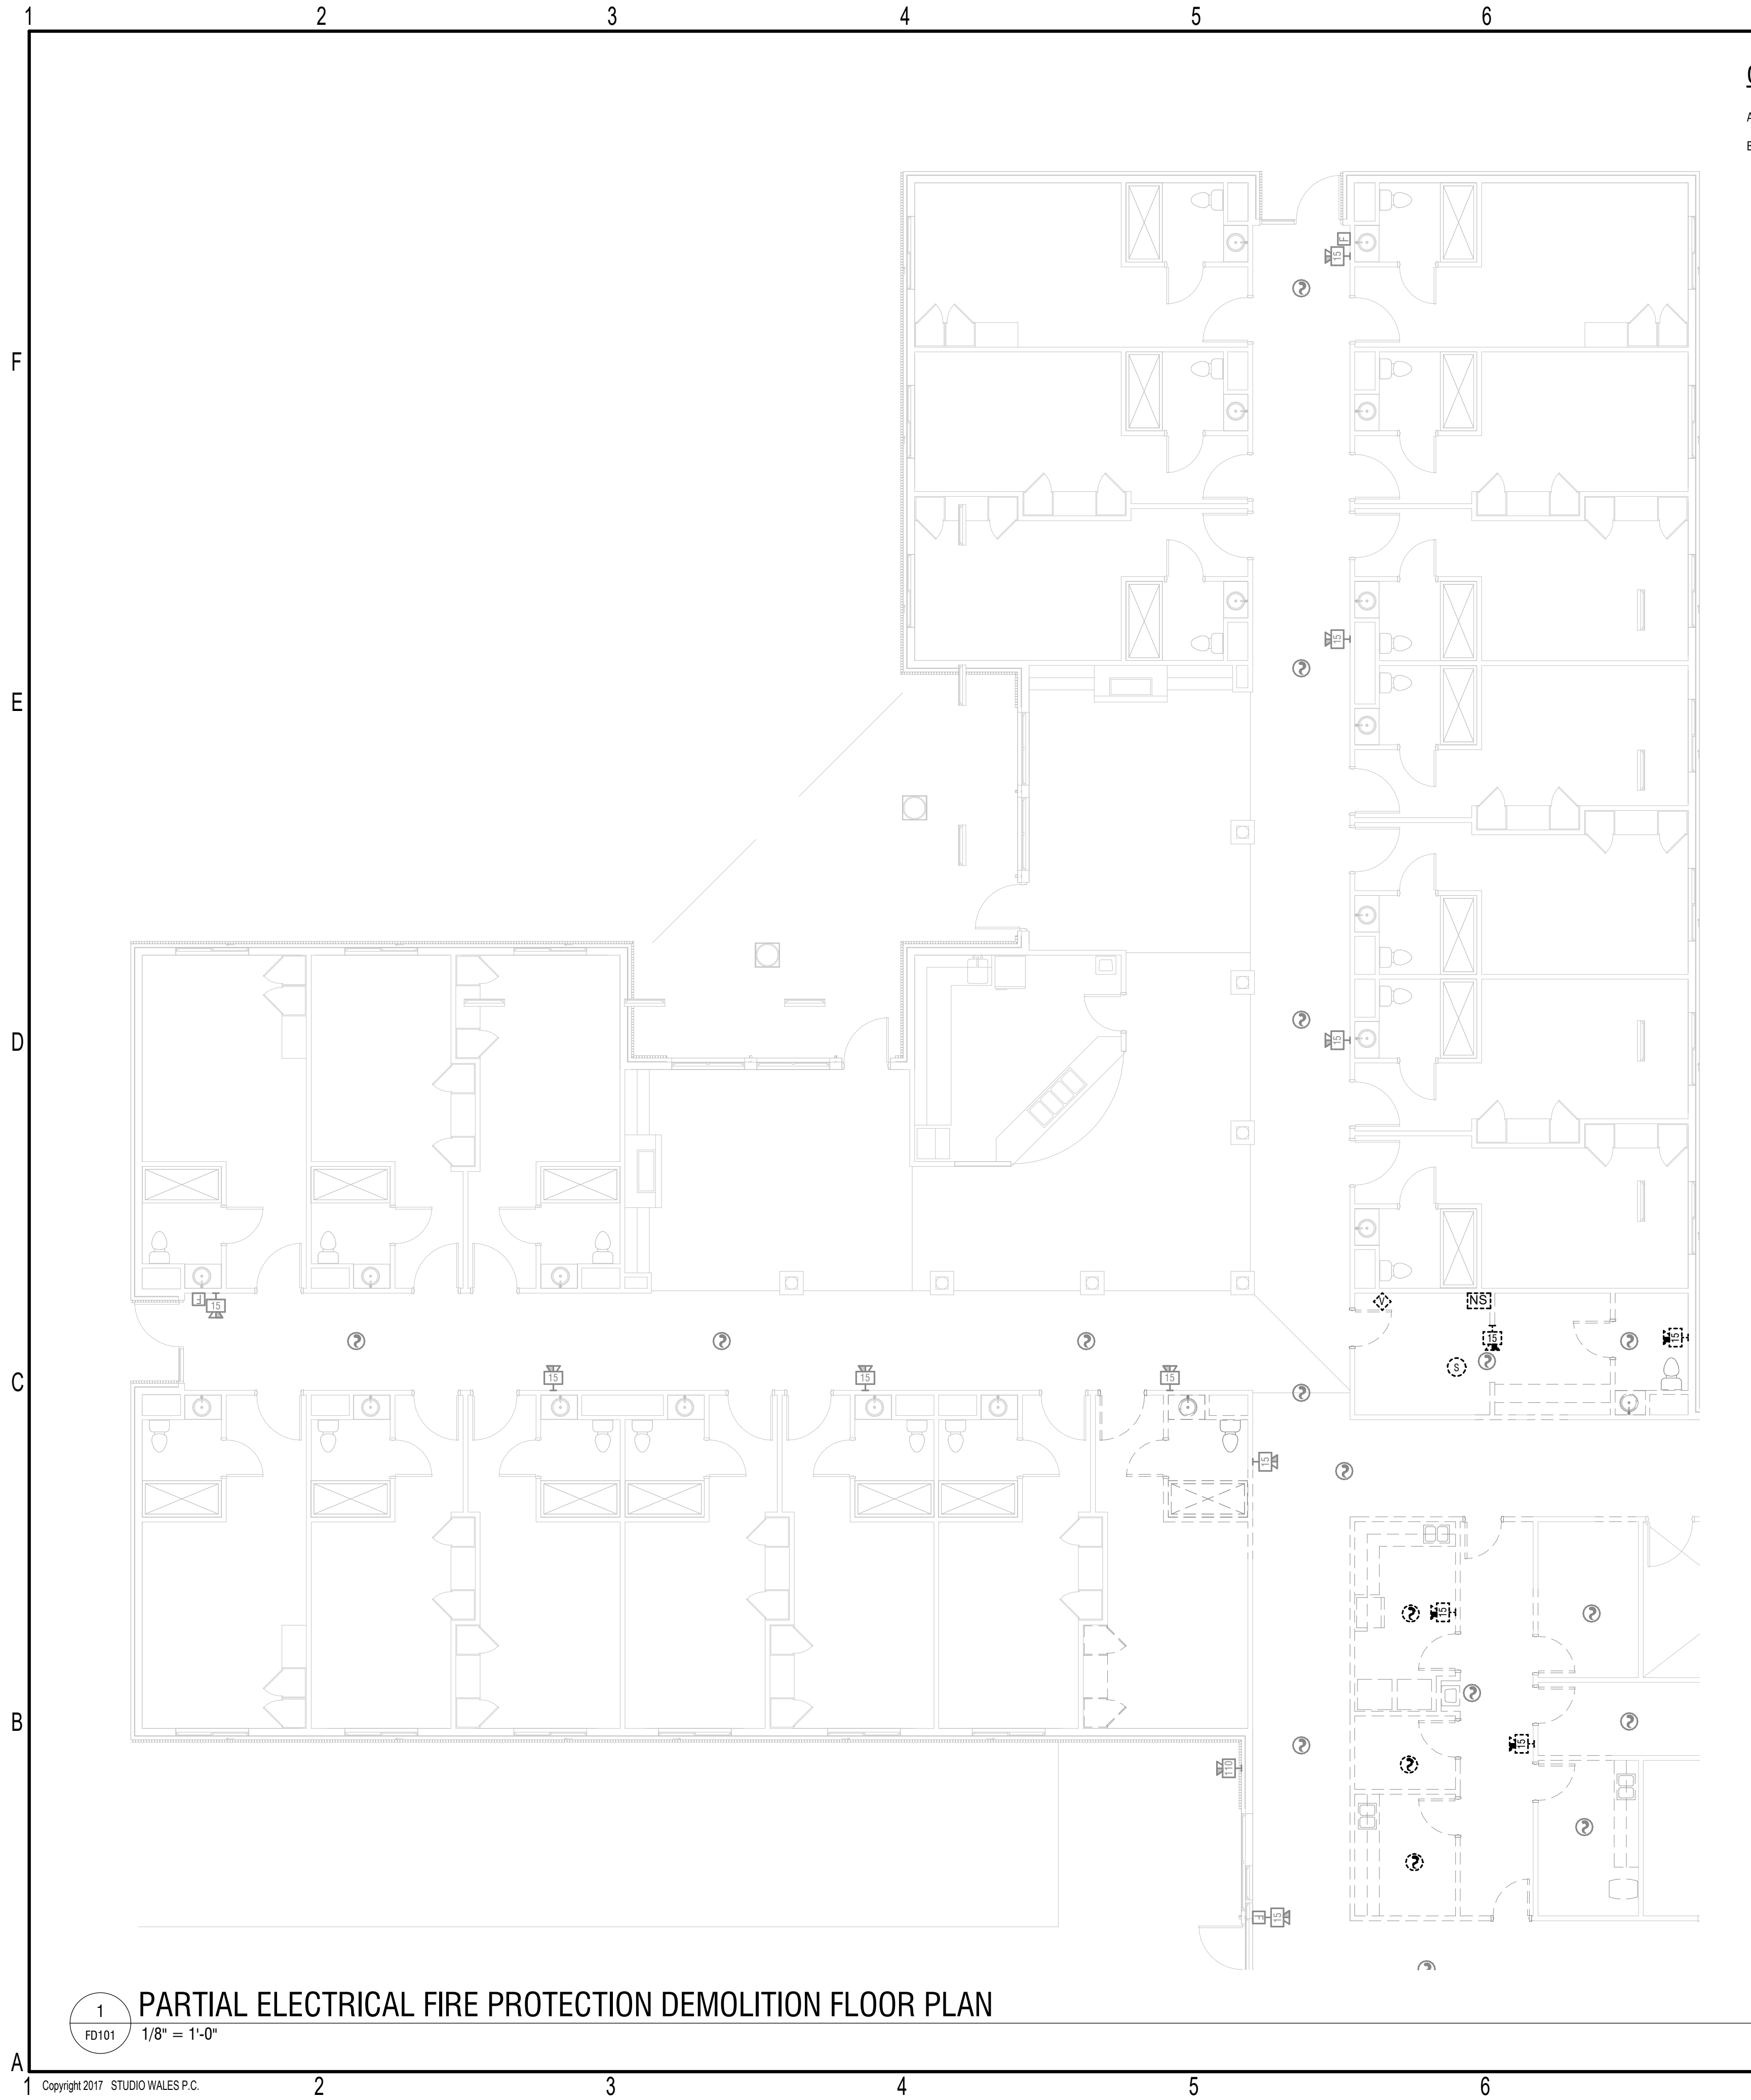 1 2 3 4 5 6
A
B
F
15
F
E
15
D
15
F
15
V
NS
15
15
S
C
15
15
15
15
15
B
15
110
F
15
1
FD101
PARTIAL ELECTRICAL FIRE PROTECTION DEMOLITION FLOOR PLAN
1/8" = 1'-0"
A
1 2 3 4 5 6
Copyright 2017 STUDIO WALES P.C.